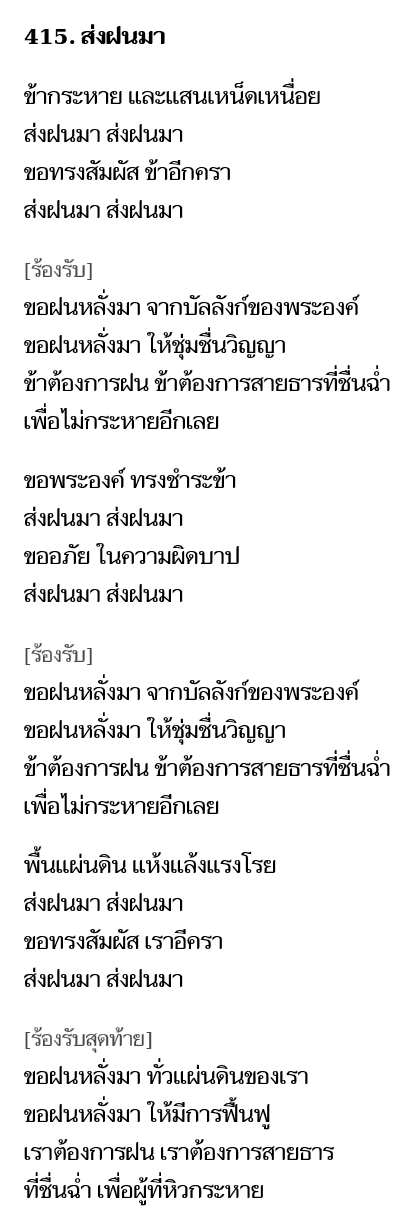 415. ส่งฝนมา
ข้ากระหาย และแสนเหน็ดเหนื่อย
ส่งฝนมา ส่งฝนมา
ขอทรงสัมผัส ข้าอีกครา
ส่งฝนมา ส่งฝนมา
[ร้องรับ]
ขอฝนหลั่งมา จากบัลลังก์ของพระองค์
ขอฝนหลั่งมา ให้ชุ่มชื่นวิญญา
ข้าต้องการฝน ข้าต้องการสายธารที่ชื่นฉ่ำ
เพื่อไม่กระหายอีกเลย
ขอพระองค์ ทรงชำระข้า
ส่งฝนมา ส่งฝนมา
ขออภัย ในความผิดบาป
ส่งฝนมา ส่งฝนมา
[ร้องรับ]
ขอฝนหลั่งมา จากบัลลังก์ของพระองค์
ขอฝนหลั่งมา ให้ชุ่มชื่นวิญญา
ข้าต้องการฝน ข้าต้องการสายธารที่ชื่นฉ่ำ
เพื่อไม่กระหายอีกเลย
พื้นแผ่นดิน แห้งแล้งแรงโรย
ส่งฝนมา ส่งฝนมา
ขอทรงสัมผัส เราอีครา
ส่งฝนมา ส่งฝนมา
[ร้องรับสุดท้าย]
ขอฝนหลั่งมา ทั่วแผ่นดินของเรา
ขอฝนหลั่งมา ให้มีการฟื้นฟู
เราต้องการฝน เราต้องการสายธาร
ที่ชื่นฉ่ำ เพื่อผู้ที่หิวกระหาย